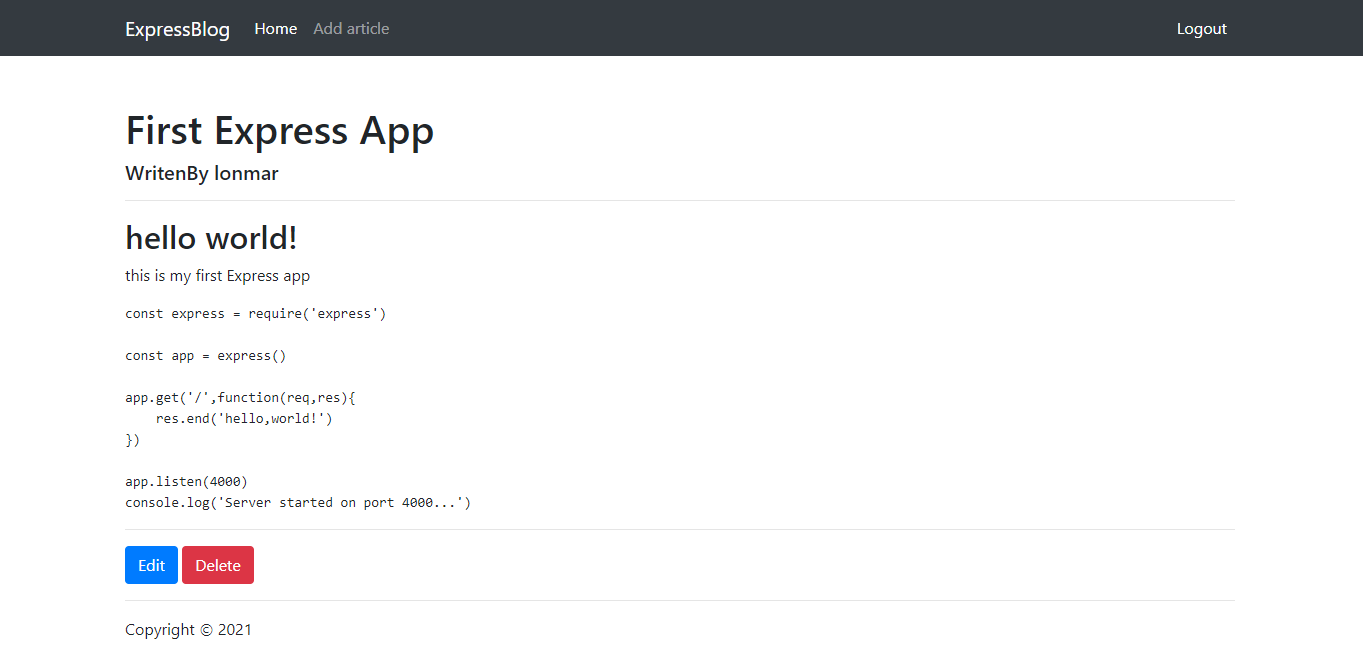 ExpressBlog Home Add article Logout
First Express App
WritenBy lonmar
hello world!
this is my first Express app
const express = require('express')
const app = express()
app.get('/',function(req,res){
    res.end('hello,world!')
})
app.listen(4000)
console.log('Server started on port 4000...')
Edit Delete
Copyright © 2021